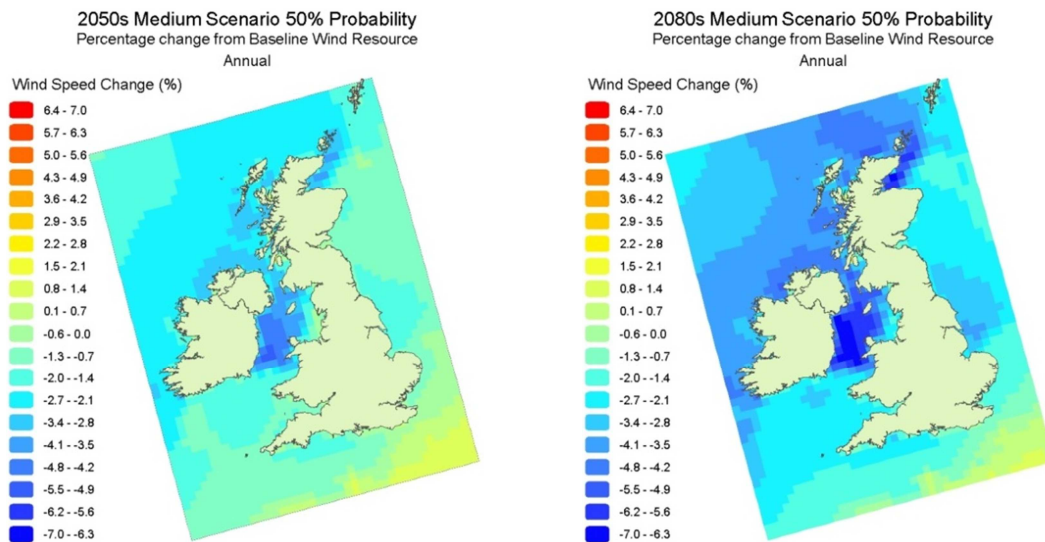 2050s Medium Scenario 50% Probability
Percentage change from Baseline Wind Resource
Annual
Wind Speed Change (%)
6.4 - 7.0
5.7 - 6.3
5.0 - 5.6
4.3 - 4.9
3.6 - 4.2
2.9 - 3.5
2.2 - 2.8
1.5 - 2.1
0.8 - 1.4
0.1 - 0.7
-0.6 - 0.0
-1.3 - -0.7
-2.0 - -1.4
-2.7 - -2.1
-3.4 - -2.8
-4.1 - -3.5
-4.8 - -4.2
-5.5 - -4.9
-6.2 - -5.6
-7.0 - -6.3
2080s Medium Scenario 50% Probability
Percentage change from Baseline Wind Resource
Annual
Wind Speed Change (%)
6.4 - 7.0
5.7 - 6.3
5.0 - 5.6
4.3 - 4.9
3.6 - 4.2
2.9 - 3.5
2.2 - 2.8
1.5 - 2.1
0.8 - 1.4
0.1 - 0.7
-0.6 - 0.0
-1.3 - -0.7
-2.0 - -1.4
-2.7 - -2.1
-3.4 - -2.8
-4.1 - -3.5
-4.8 - -4.2
-5.5 - -4.9
-6.2 - -5.6
-7.0 - -6.3